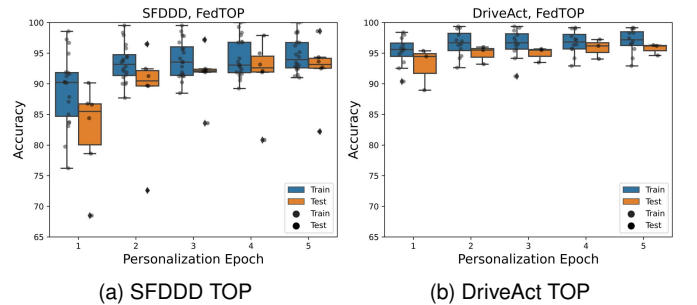 SFDDD, FedTOP
100
95
90
85
80
75
70
65
Accuracy
1 2 3 4 5
Personalization Epoch
Train
Test
Train
Test
(a) SFDDD TOP
DriveAct, FedTOP
100
95
90
85
80
75
70
65
Accuracy
1 2 3 4 5
Personalization Epoch
Train
Test
Train
Test
(b) DriveAct TOP